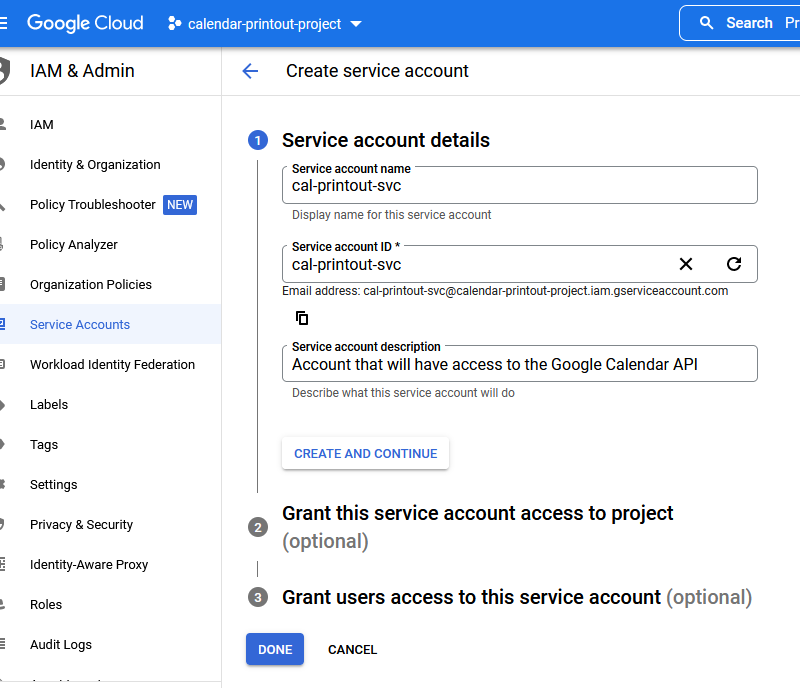 Google Cloud calendar-printout-project Search Pr
IAM & Admin
Create service account
IAM
Identity & Organization
Policy Troubleshooter NEW
Policy Analyzer
Organization Policies
Service Accounts
Workload Identity Federation
Labels
Tags
Settings
Privacy & Security
Identity-Aware Proxy
Roles
Audit Logs
1 Service account details
Service account name
cal-printout-svc
Display name for this service account
Service account ID *
cal-printout-svc
Email address: cal-printout-svc@calendar-printout-project.iam.gserviceaccount.com
Service account description
Account that will have access to the Google Calendar API
Describe what this service account will do
CREATE AND CONTINUE
2 Grant this service account access to project
(optional)
3 Grant users access to this service account (optional)
DONE CANCEL